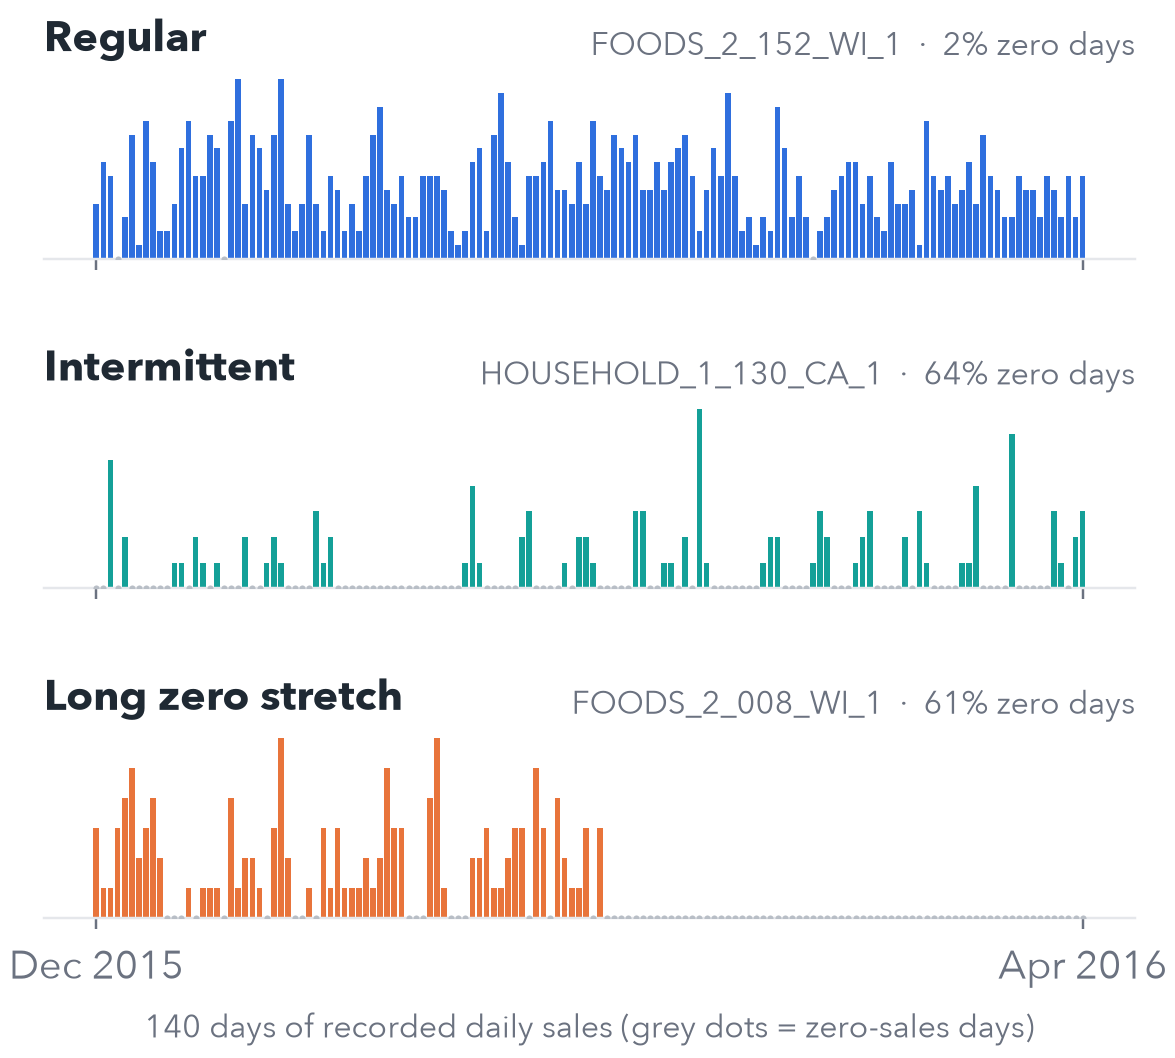 Regular
FOODS_2_152_WI_1 · 2% zero days
Intermittent
HOUSEHOLD_1_130_CA_1 · 64% zero days
Long zero stretch
FOODS_2_008_WI_1 · 61% zero days
Dec 2015
Apr 2016
140 days of recorded daily sales (grey dots = zero-sales days)